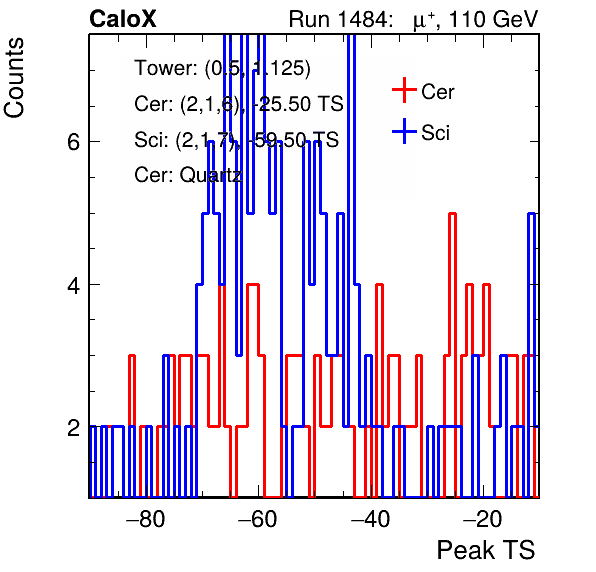 CaloX Run 1484: μ⁺, 110 GeV
Counts
Tower: (0.5, 1.125)
Cer: (2,1,6), -25.50 TS
Sci: (2,1,7), -59.50 TS
Cer: Quartz
Cer
Sci
6
4
2
−80 −60 −40 −20
Peak TS